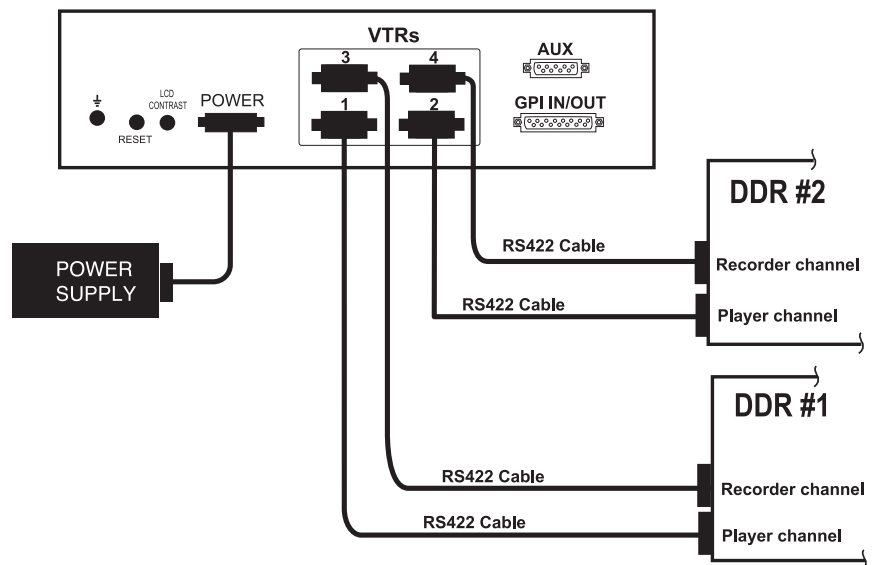 VTRs
3
4
AUX
LCD
CONTRAST
POWER
1
2
GPI IN/OUT
RESET
DDR #2
RS422 Cable
Recorder channel
POWER
SUPPLY
RS422 Cable
Player channel
DDR #1
RS422 Cable
Recorder channel
RS422 Cable
Player channel